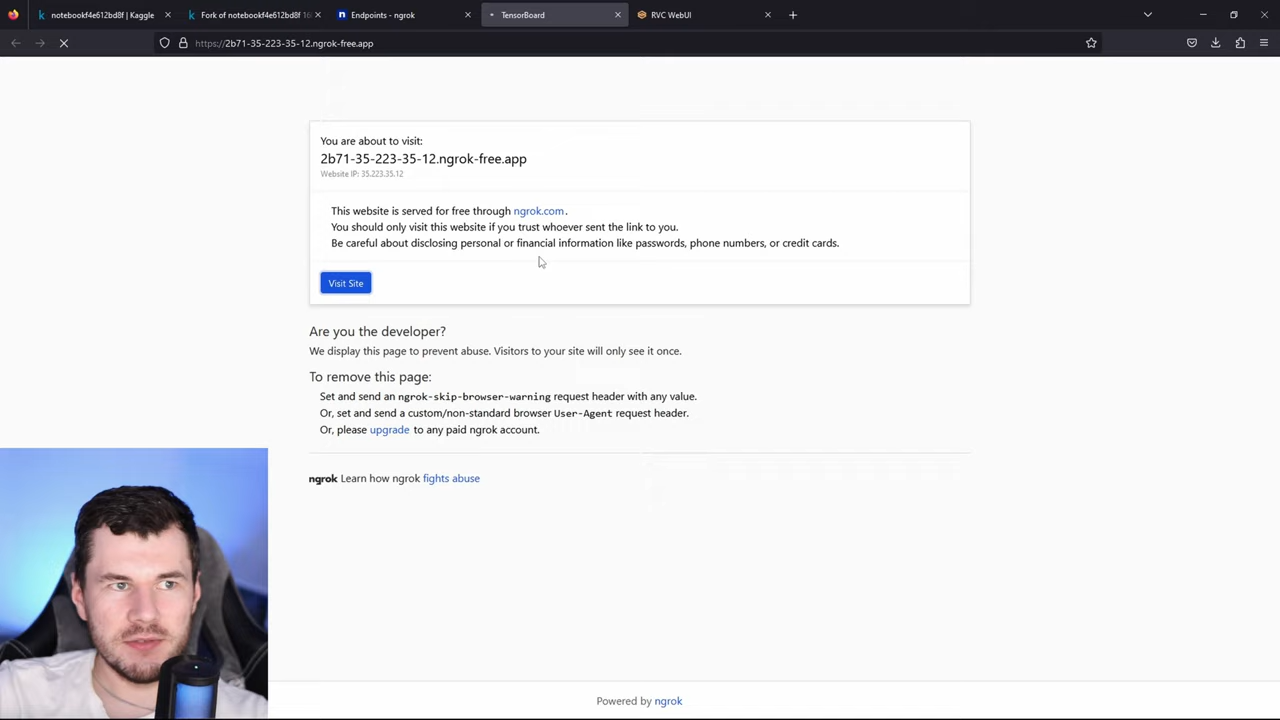 notebookf4e612bd8f | Kaggle
Fork of notebookf4e612bd8f 16
Endpoints - ngrok
TensorBoard
RVC WebUI
https://2b71-35-223-35-12.ngrok-free.app
You are about to visit:
2b71-35-223-35-12.ngrok-free.app
Website IP: 35.223.35.12
This website is served for free through ngrok.com.
You should only visit this website if you trust whoever sent the link to you.
Be careful about disclosing personal or financial information like passwords, phone numbers, or credit cards.
Visit Site
Are you the developer?
We display this page to prevent abuse. Visitors to your site will only see it once.
To remove this page:
Set and send an ngrok-skip-browser-warning request header with any value.
Or, set and send a custom/non-standard browser User-Agent request header.
Or, please upgrade to any paid ngrok account.
ngrok Learn how ngrok fights abuse
Powered by ngrok